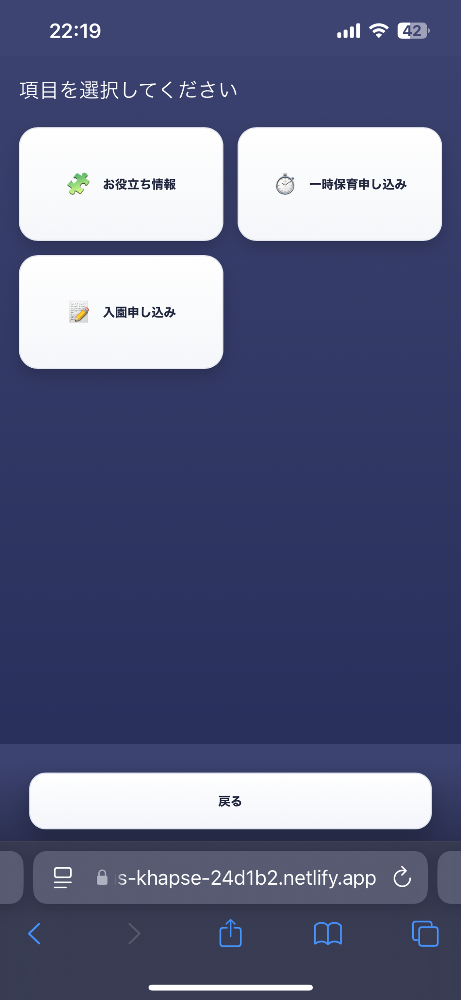 22:19
42
項目を選択してください
お役立ち情報
一時保育申し込み
入園申し込み
戻る
s-khapse-24d1b2.netlify.app